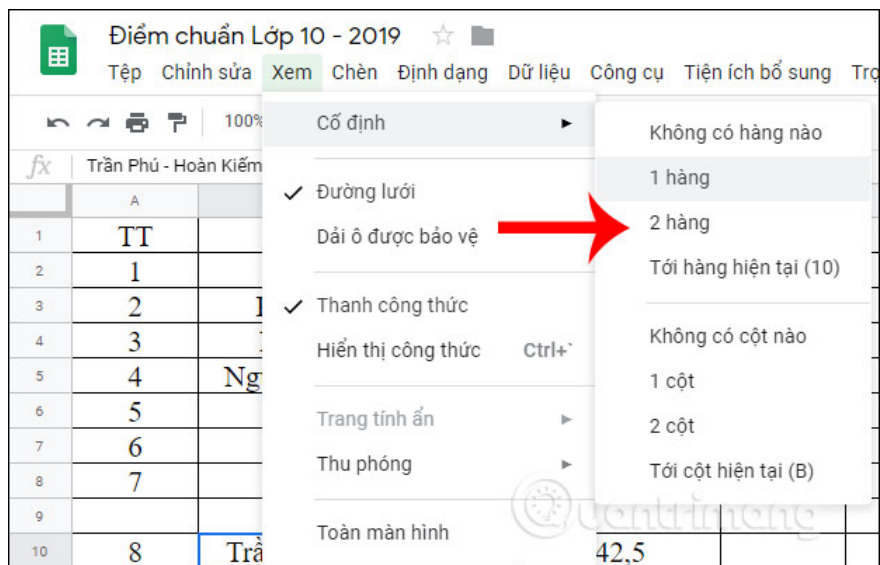 Điểm chuẩn Lớp 10 - 2019
Tệp Chỉnh sửa Xem Chèn Định dạng Dữ liệu Công cụ Tiện ích bổ sung
100%
fx Trần Phú - Hoàn Kiếm
A
1 TT
2 1
3 2
4 3
5 4
6 5
7 6
8 7
9
10 8 42,5
Cố định
Đường lưới
Dải ô được bảo vệ
Thanh công thức
Hiển thị công thức Ctrl+`
Trang tính ẩn
Thu phóng
Toàn màn hình
Không có hàng nào
1 hàng
2 hàng
Tới hàng hiện tại (10)
Không có cột nào
1 cột
2 cột
Tới cột hiện tại (B)
Quantrimang